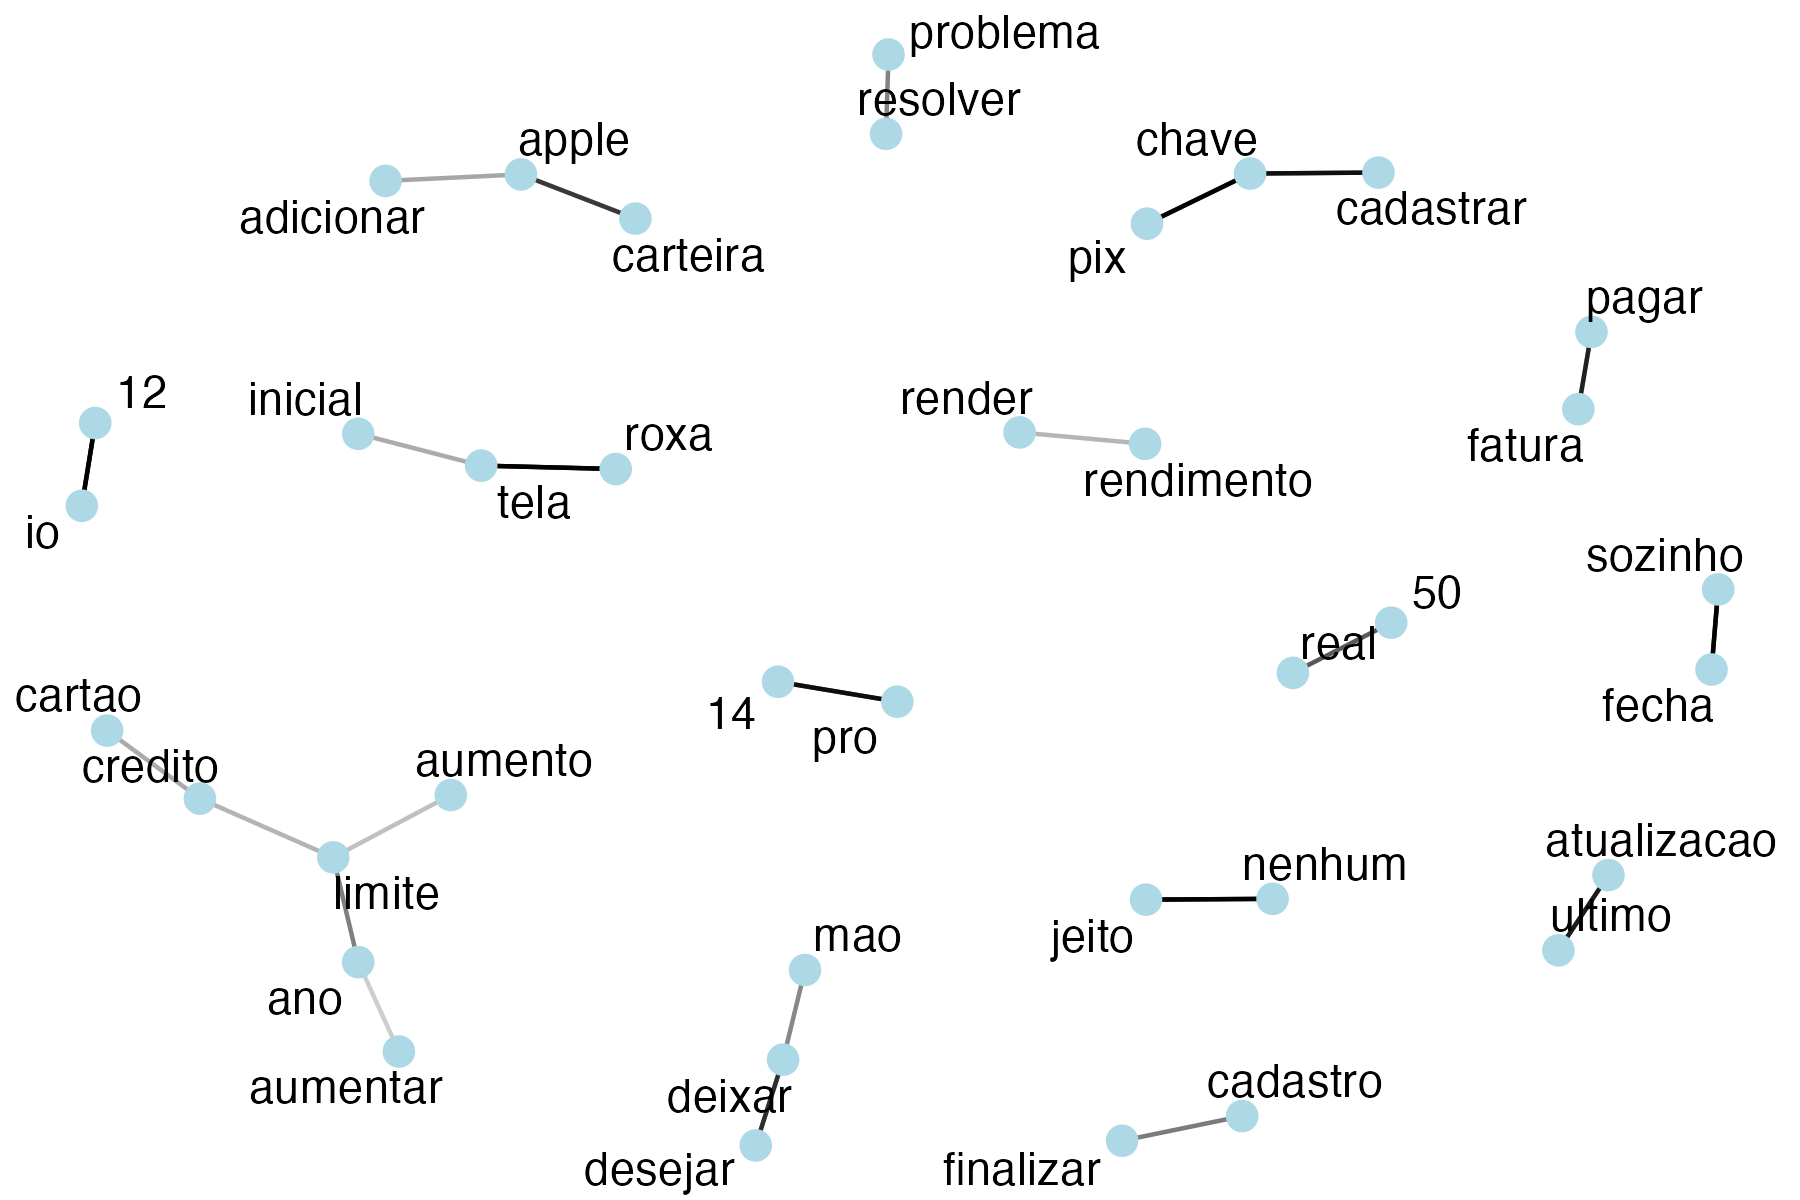 problema
resolver
apple
chave
adicionar
cadastrar
carteira
pix
pagar
12
inicial
render
roxa
fatura
rendimento
tela
io
sozinho
50
real
cartao
14
fecha
pro
credito
aumento
atualizacao
nenhum
limite
ultimo
mao
jeito
ano
aumentar
deixar
cadastro
desejar
finalizar